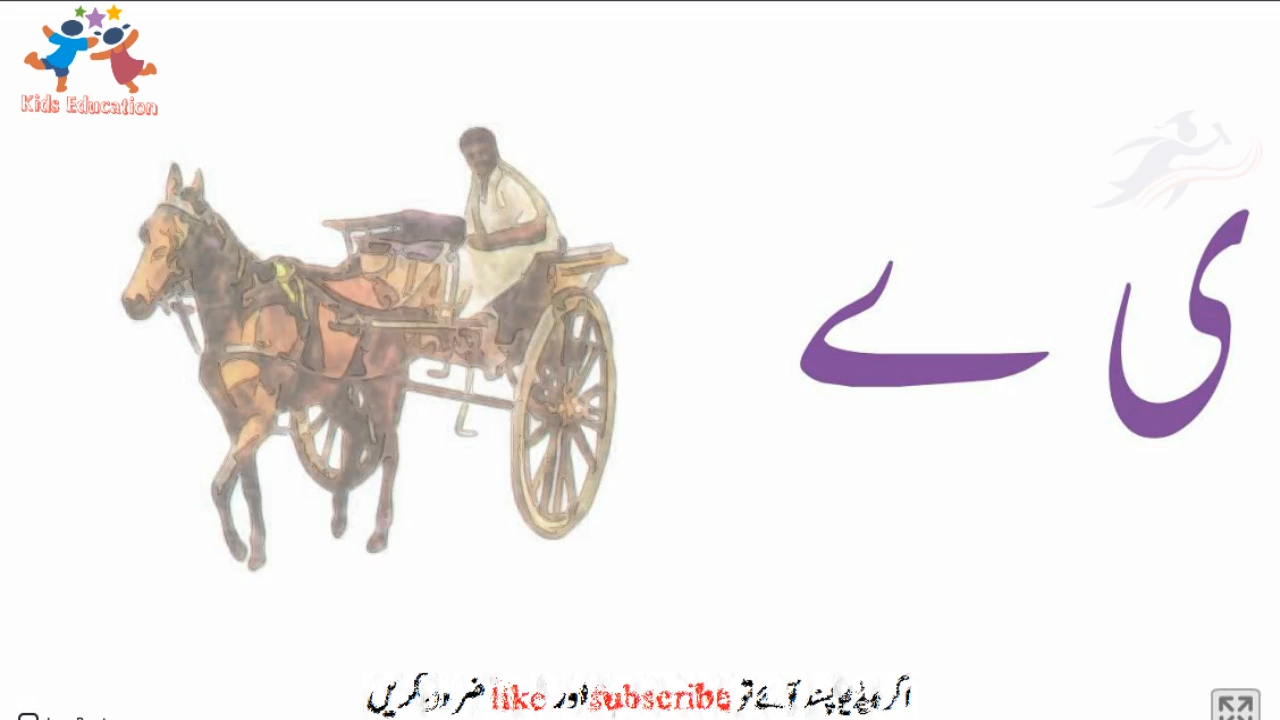 Kids Education
ی ے
اگر ویڈیو پسند آئے تو subscribe اور like ضرور کریں